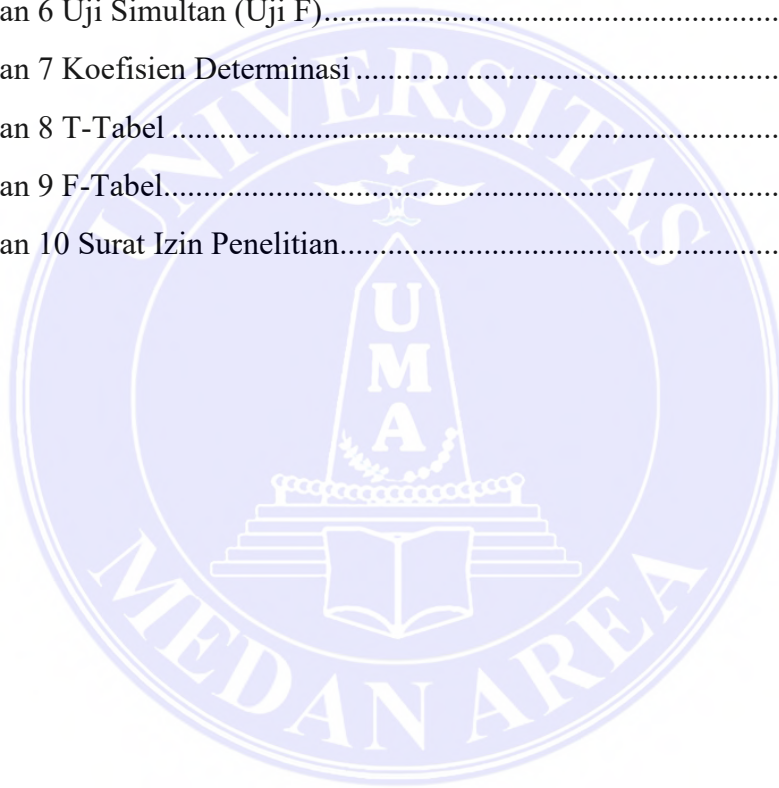 an 6 Uji Simultan (Uji F)................................................................
an 7 Koefisien Determinasi ............................................................
an 8 T-Tabel ....................................................................................
an 9 F-Tabel.....................................................................................
an 10 Surat Izin Penelitian............................................................
UNIVERSITAS
U
M
A
MEDAN AREA